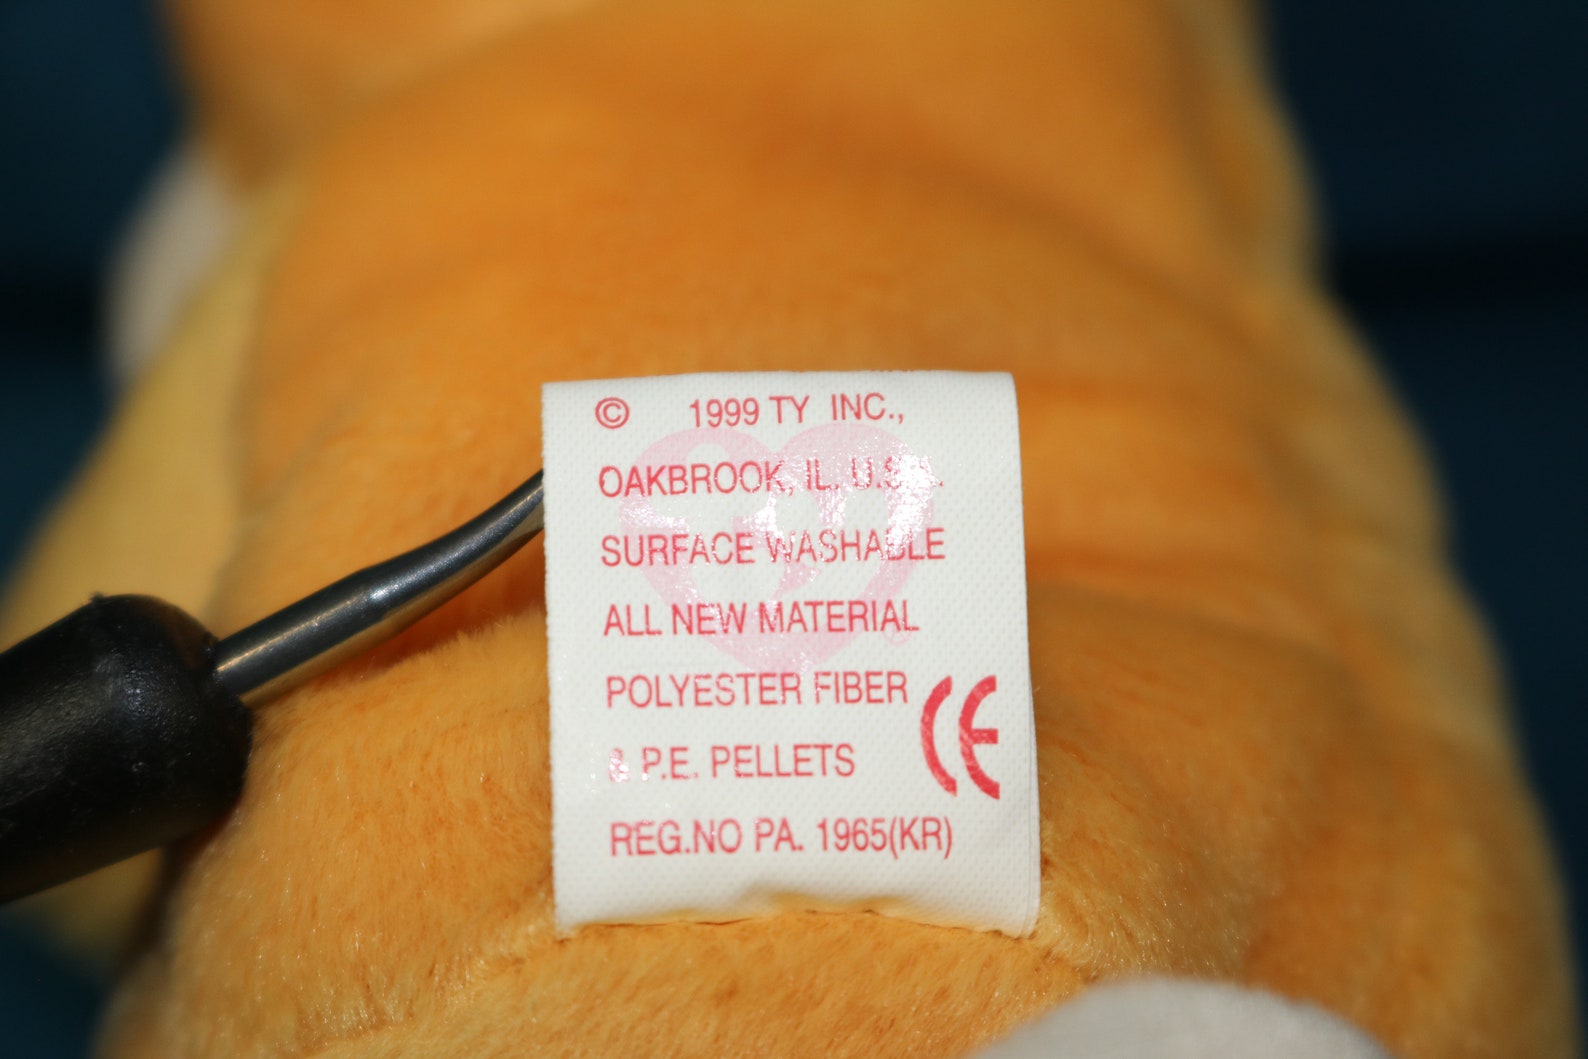 © 1999 TY INC.,
OAKBROOK, IL. U.S.A.
SURFACE WASHABLE
ALL NEW MATERIAL
POLYESTER FIBER
& P.E. PELLETS
CE
REG.NO PA. 1965(KR)